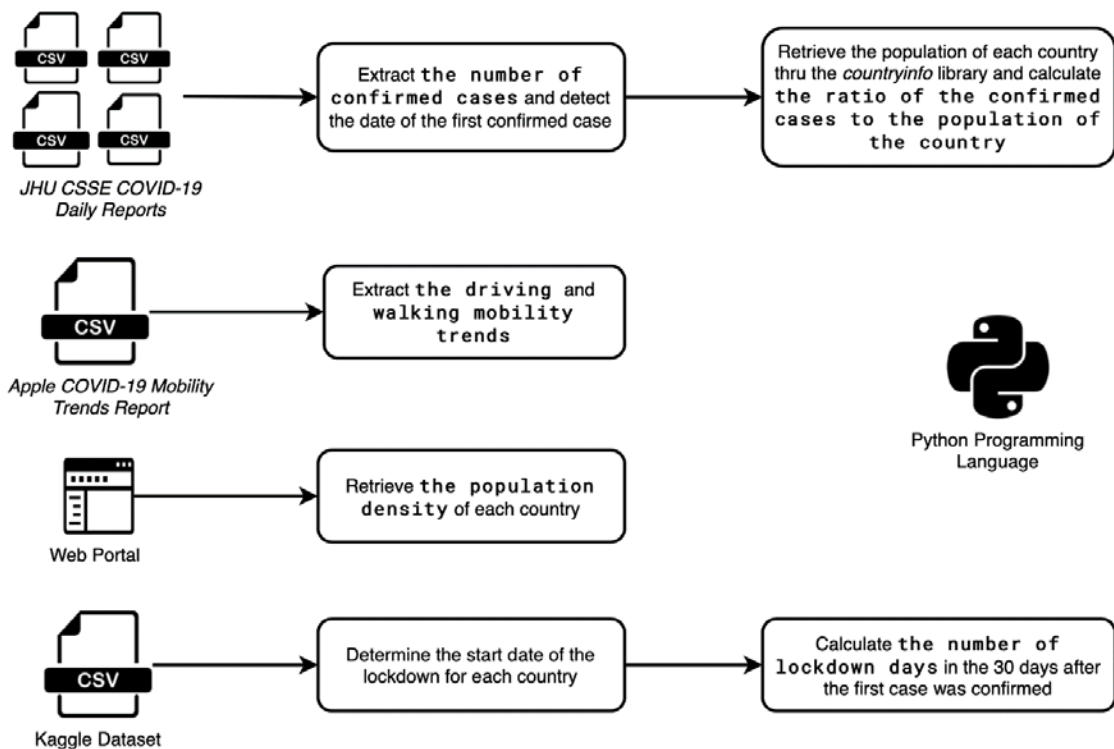 CSV
CSV
CSV
CSV
JHU CSSE COVID-19
Daily Reports
Extract the number of
confirmed cases and detect
the date of the first confirmed case
Retrieve the population of each country
thru the countryinfo library and calculate
the ratio of the confirmed
cases to the population of
the country
CSV
Apple COVID-19 Mobility
Trends Report
Extract the driving and
walking mobility
trends
Python Programming
Language
Web Portal
Retrieve the population
density of each country
CSV
Kaggle Dataset
Determine the start date of the
lockdown for each country
Calculate the number of
lockdown days in the 30 days after
the first case was confirmed